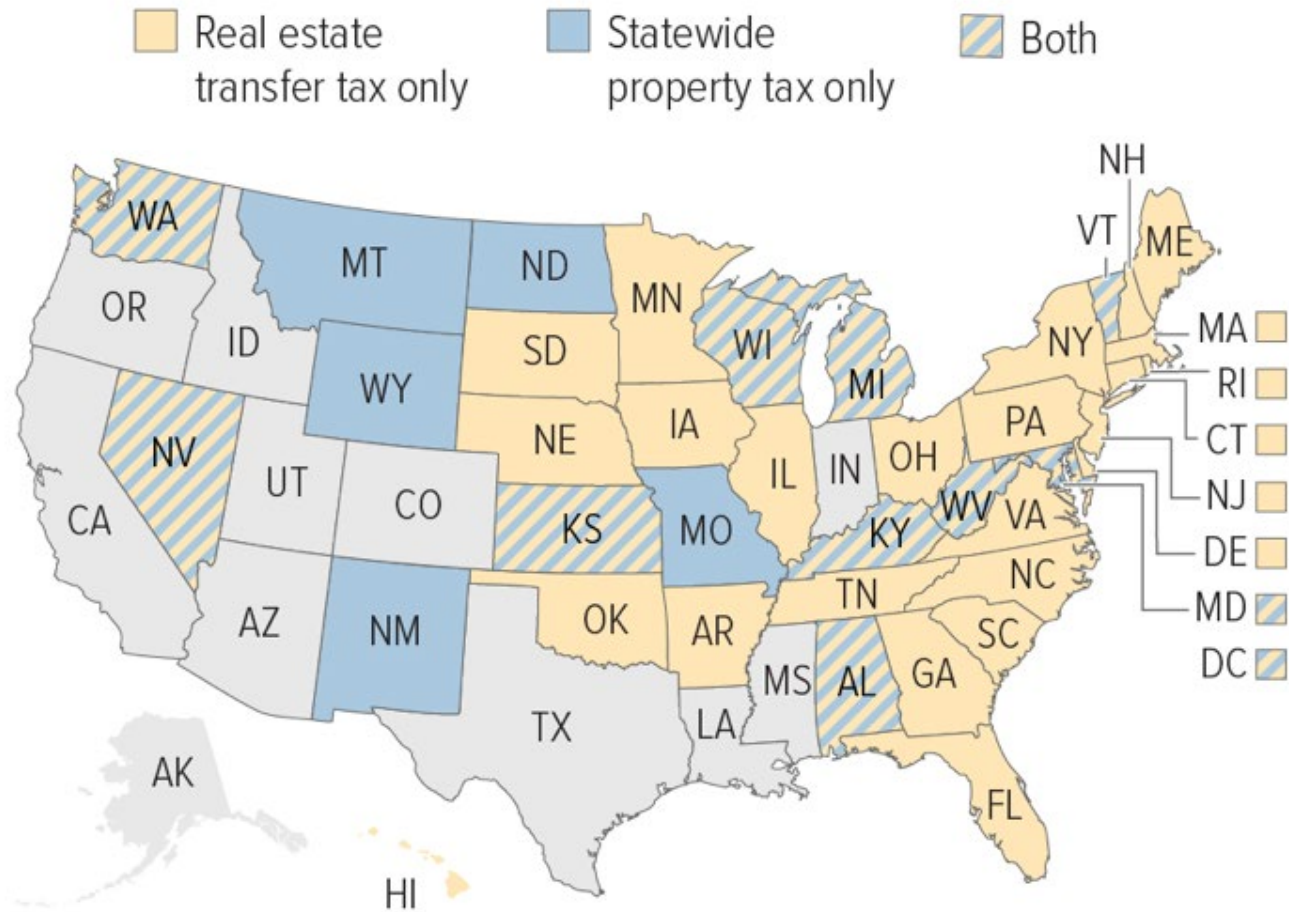 Real estate
transfer tax only
Statewide
property tax only
Both
NH
VT
ME
WA
MT
ND
MN
OR
ID
SD
WI
MI
NY
MA
WY
RI
IA
PA
NE
CT
NV
UT
CO
IL
IN
OH
NJ
CA
KS
MO
KY
WV
VA
DE
NC
TN
MD
AZ
NM
OK
AR
SC
DC
MS
AL
GA
TX
LA
AK
FL
HI